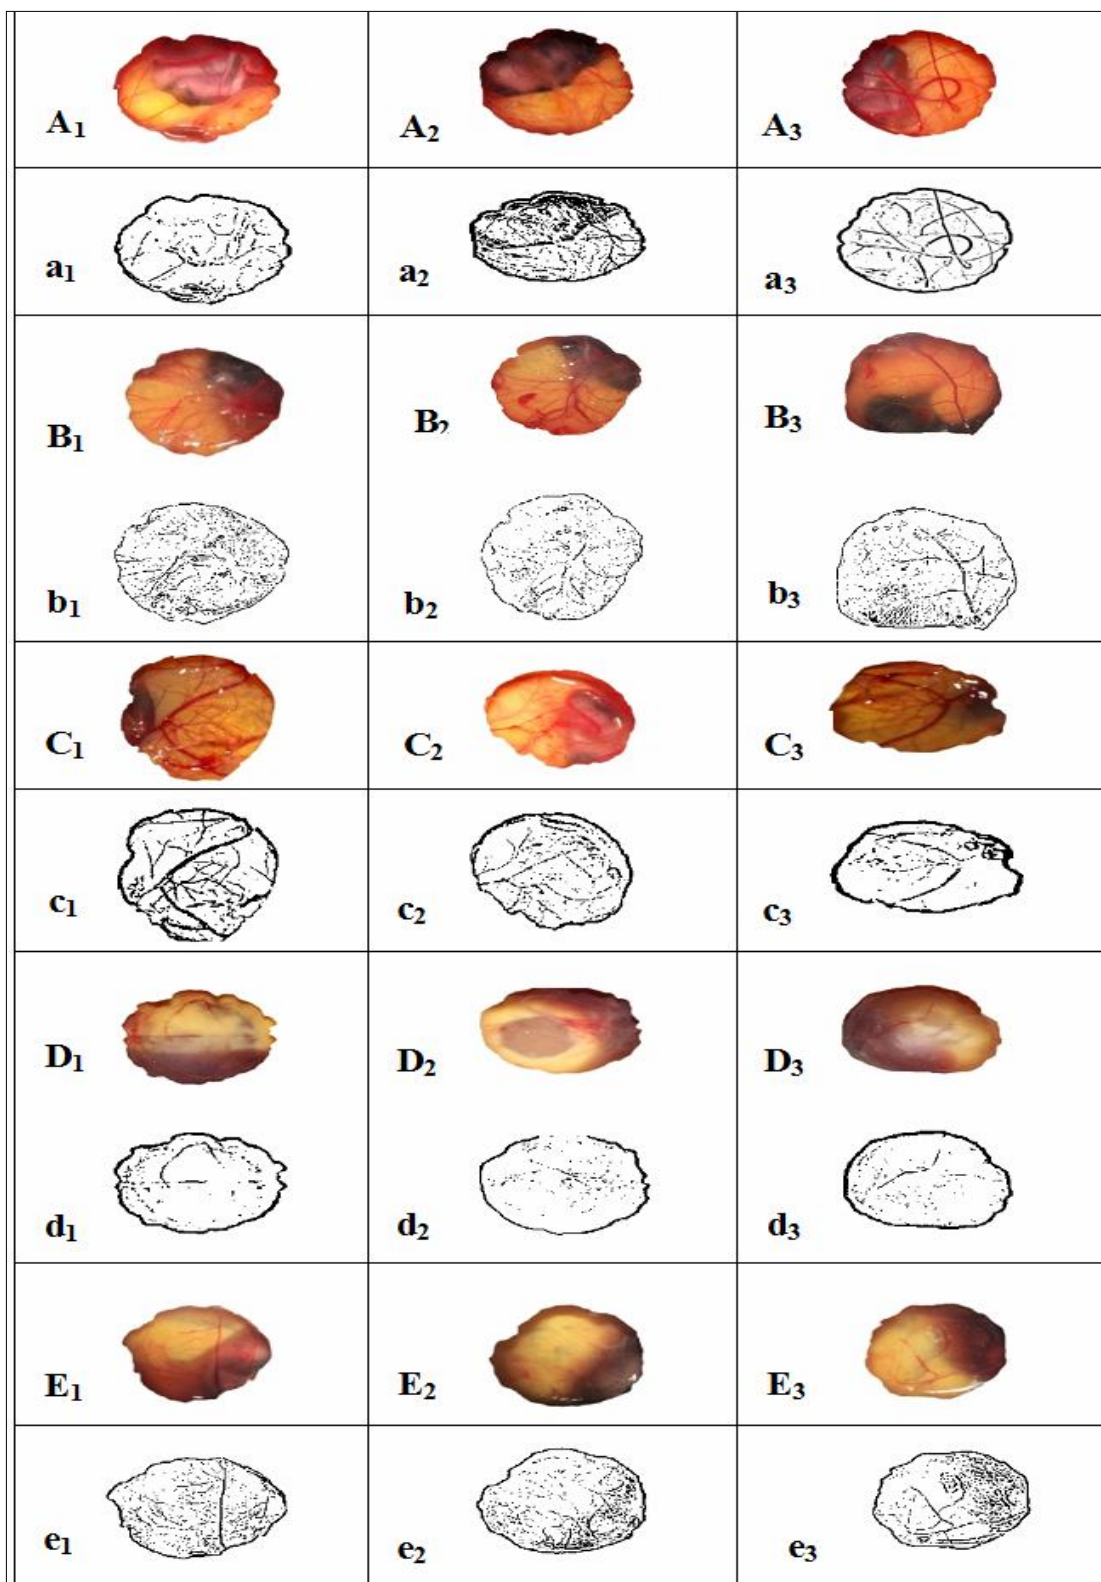 A1 A2 A3
a1 a2 a3
B1 B2 B3
b1 b2 b3
C1 C2 C3
c1 c2 c3
D1 D2 D3
d1 d2 d3
E1 E2 E3
e1 e2 e3